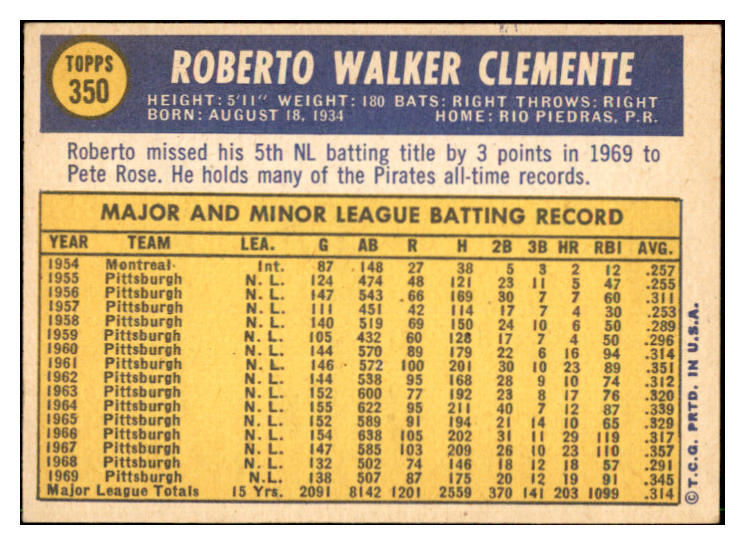 TOPPS
350
ROBERTO WALKER CLEMENTE
HEIGHT: 5'11" WEIGHT: 180 BATS: RIGHT THROWS: RIGHT
BORN: AUGUST 18, 1934 HOME: RIO PIEDRAS, P.R.
Roberto missed his 5th NL batting title by 3 points in 1969 to
Pete Rose. He holds many of the Pirates all-time records.
MAJOR AND MINOR LEAGUE BATTING RECORD
YEAR TEAM LEA. G AB R H 2B 3B HR RBI AVG.
1954 Montreal Int. 87 148 27 38 5 3 2 12 .257
1955 Pittsburgh N. L. 124 474 48 121 23 11 5 47 .255
1956 Pittsburgh N. L. 147 543 66 169 30 7 7 60 .311
1957 Pittsburgh N. L. 111 451 42 114 17 7 4 30 .253
1958 Pittsburgh N. L. 140 519 69 150 24 10 6 50 .289
1959 Pittsburgh N. L. 105 432 60 128 17 7 4 50 .296
1960 Pittsburgh N. L. 144 570 89 179 22 6 16 94 .314
1961 Pittsburgh N. L. 146 572 100 201 30 10 23 89 .351
1962 Pittsburgh N. L. 144 538 95 168 28 9 10 74 .312
1963 Pittsburgh N. L. 152 600 77 192 23 8 17 76 .320
1964 Pittsburgh N. L. 155 622 95 211 40 7 12 87 .339
1965 Pittsburgh N. L. 152 589 91 194 21 14 10 65 .329
1966 Pittsburgh N. L. 154 638 105 202 31 11 29 119 .317
1967 Pittsburgh N. L. 147 585 103 209 26 10 23 110 .357
1968 Pittsburgh N. L. 132 502 74 146 18 12 18 57 .291
1969 Pittsburgh N.L. 138 507 87 175 20 12 19 91 .345
Major League Totals 15 Yrs. 2091 8142 1201 2559 370 141 203 1099 .314
© T.C.G. PRTD. IN U.S.A.